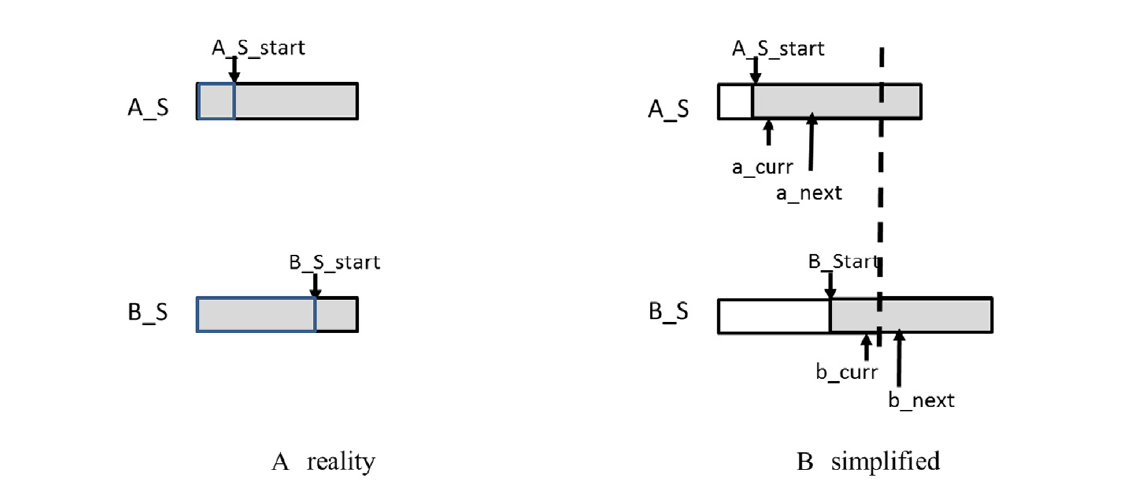 A_S_start
A_S
B_S_start
B_S
A reality
A_S_start
A_S
a_curr
a_next
B_Start
B_S
b_curr
b_next
B simplified